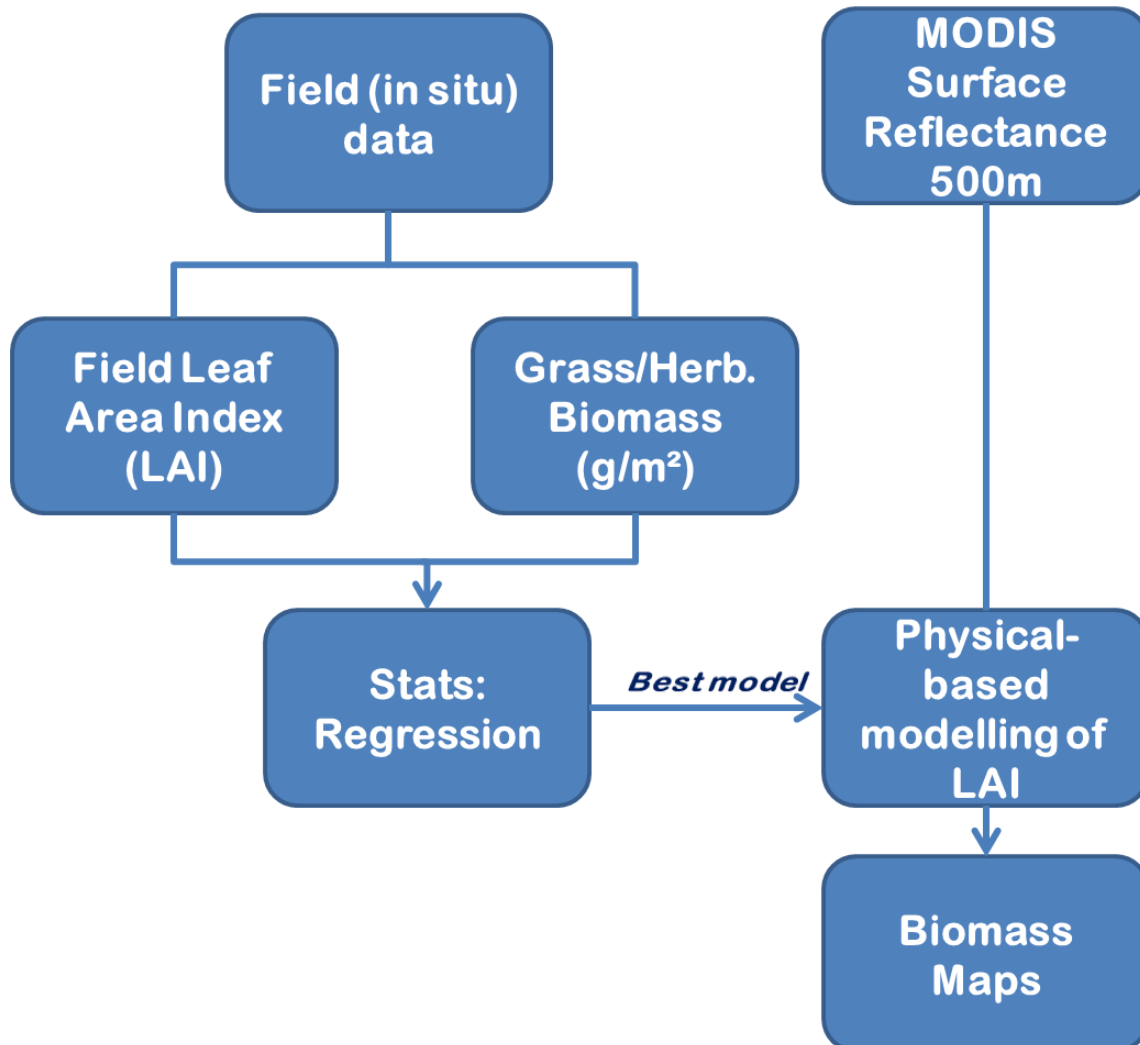 Field (in situ)
data
MODIS
Surface
Reflectance
500m
Field Leaf
Area Index
(LAI)
Grass/Herb.
Biomass
(g/m²)
Stats:
Regression
Best model
Physical-
based
modelling of
LAI
Biomass
Maps